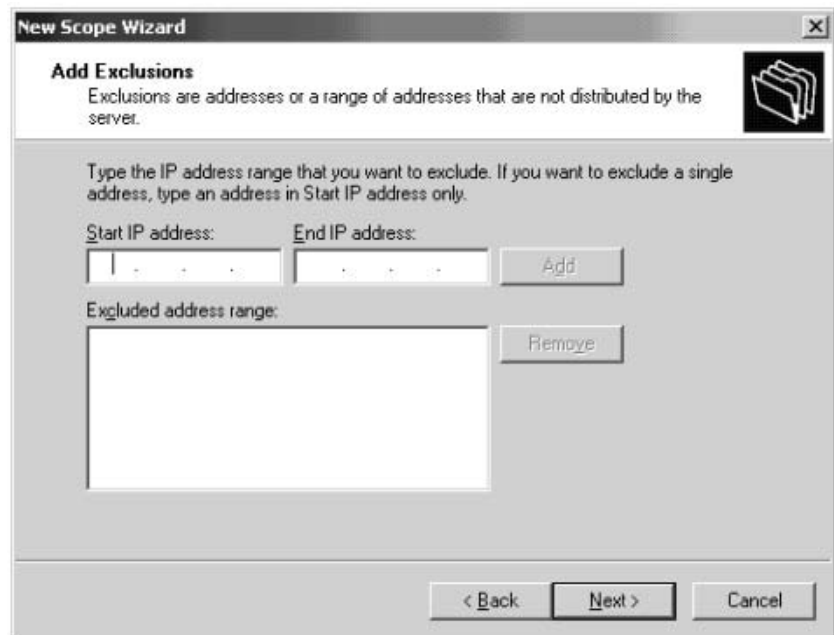 New Scope Wizard
Add Exclusions
Exclusions are addresses or a range of addresses that are not distributed by the
server.
Type the IP address range that you want to exclude. If you want to exclude a single
address, type an address in Start IP address only.
Start IP address: End IP address:
Add
Excluded address range:
Remove
< Back Next > Cancel